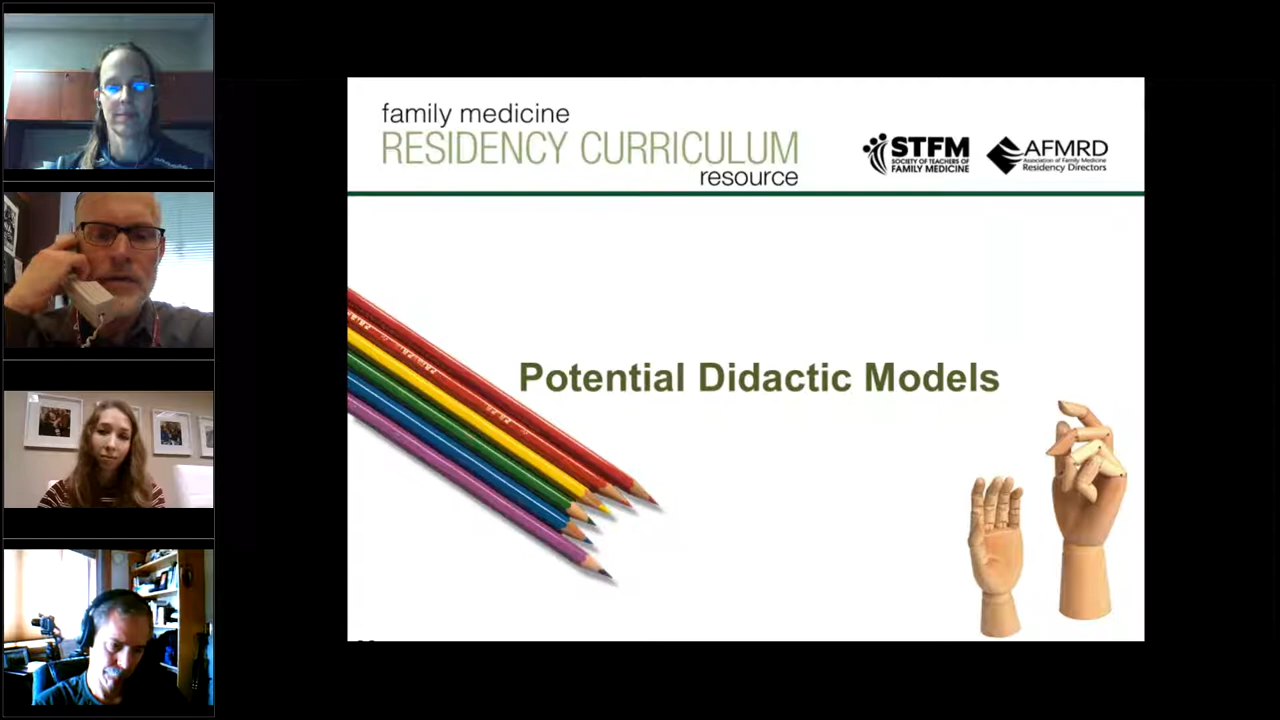 family medicine
RESIDENCY CURRICULUM
resource
STFM
SOCIETY OF TEACHERS OF
FAMILY MEDICINE
AFMRD
Association of Family Medicine
Residency Directors
Potential Didactic Models